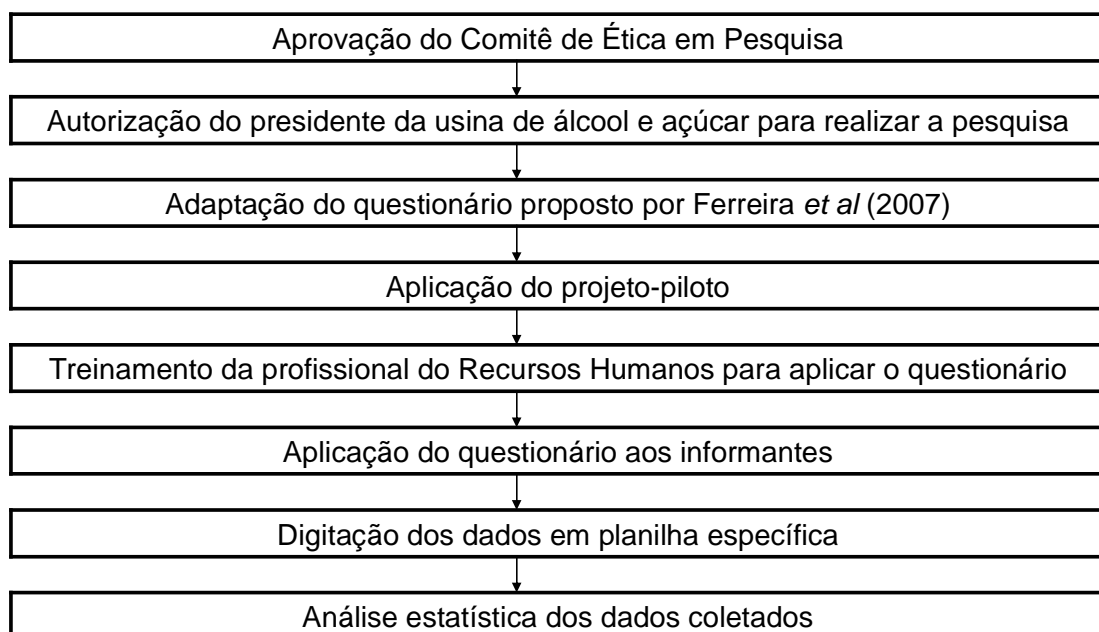 Aprovação do Comitê de Ética em Pesquisa
Autorização do presidente da usina de álcool e açúcar para realizar a pesquisa
Adaptação do questionário proposto por Ferreira et al (2007)
Aplicação do projeto-piloto
Treinamento da profissional do Recursos Humanos para aplicar o questionário
Aplicação do questionário aos informantes
Digitação dos dados em planilha específica
Análise estatística dos dados coletados